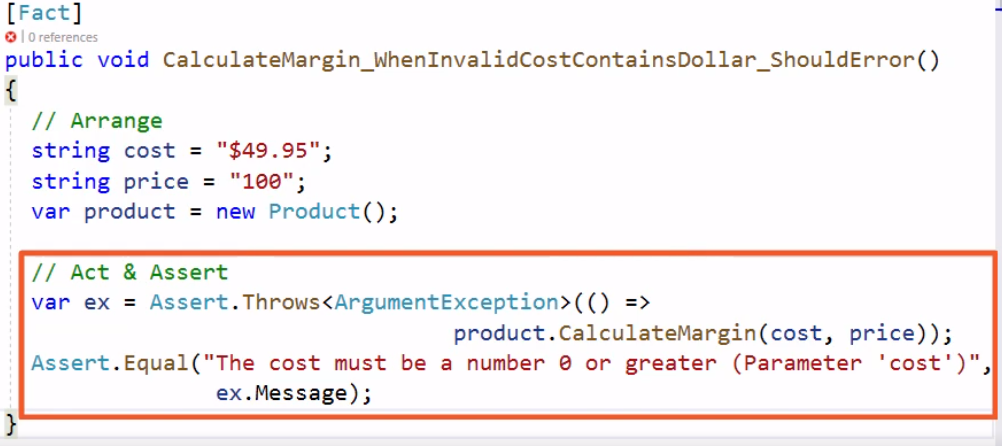 [Fact]
| 0 references
public void CalculateMargin_WhenInvalidCostContainsDollar_ShouldError()
{
// Arrange
string cost = "$49.95";
string price = "100";
var product = new Product();
// Act & Assert
var ex = Assert.Throws<ArgumentException>(() =>
product.CalculateMargin(cost, price));
Assert.Equal("The cost must be a number 0 or greater (Parameter 'cost')",
ex.Message);
}